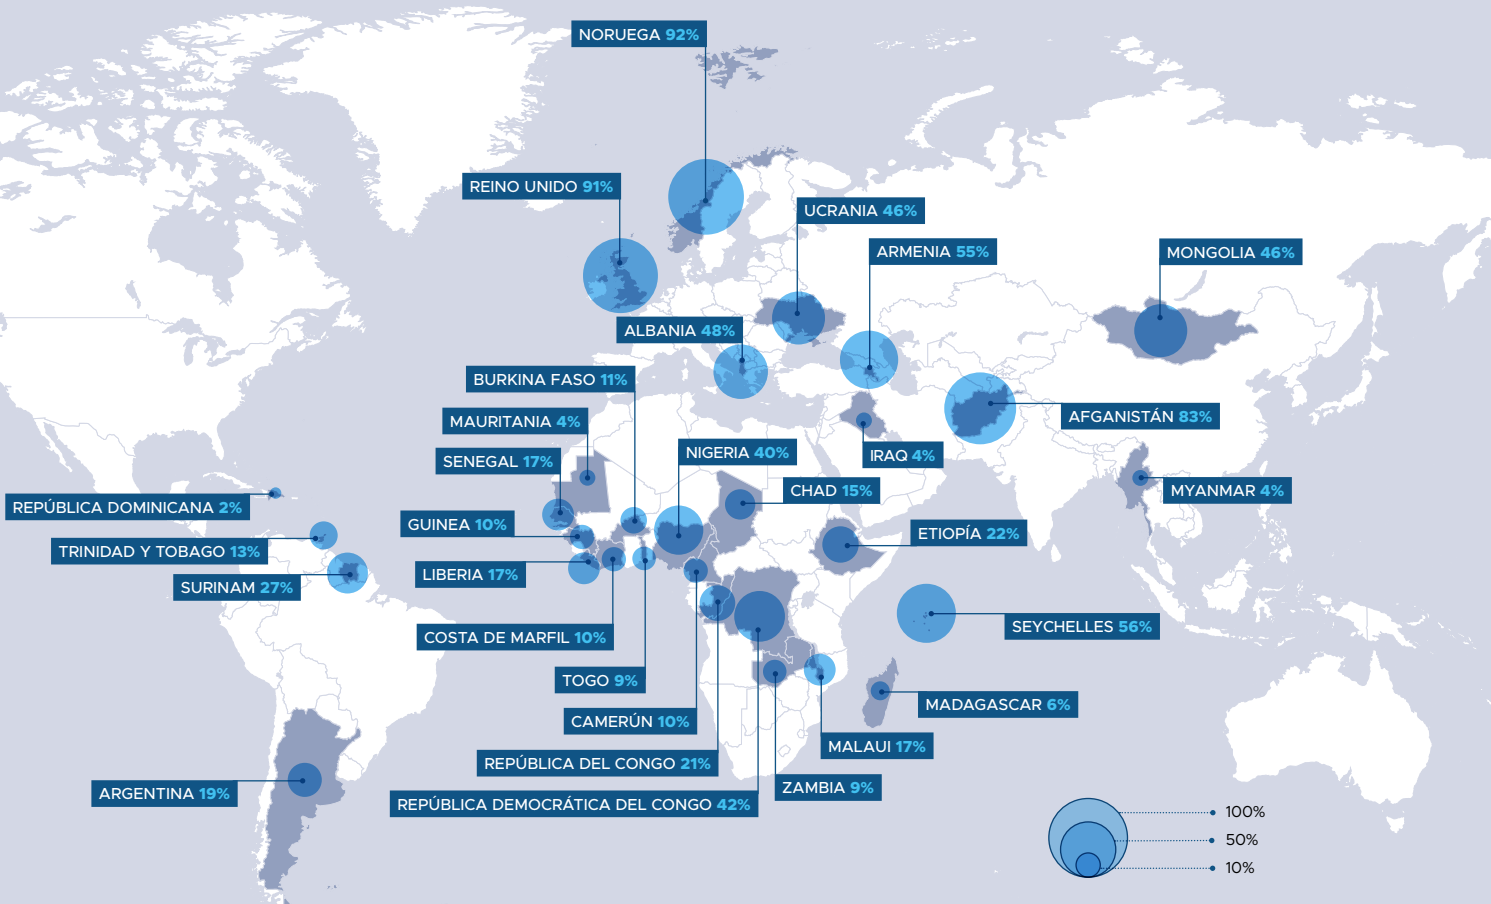 NORUEGA 92%
REINO UNIDO 91%
UCRANIA 46%
ARMENIA 55%
MONGOLIA 46%
ALBANIA 48%
BURKINA FASO 11%
MAURITANIA 4%
AFGANISTÁN 83%
SENEGAL 17%
NIGERIA 40%
IRAQ 4%
CHAD 15%
MYANMAR 4%
REPÚBLICA DOMINICANA 2%
GUINEA 10%
ETIOPÍA 22%
TRINIDAD Y TOBAGO 13%
LIBERIA 17%
SURINAM 27%
SEYCHELLES 56%
COSTA DE MARFIL 10%
TOGO 9%
MADAGASCAR 6%
CAMERÚN 10%
MALAUI 17%
REPÚBLICA DEL CONGO 21%
ZAMBIA 9%
ARGENTINA 19%
REPÚBLICA DEMOCRÁTICA DEL CONGO 42%
100%
50%
10%